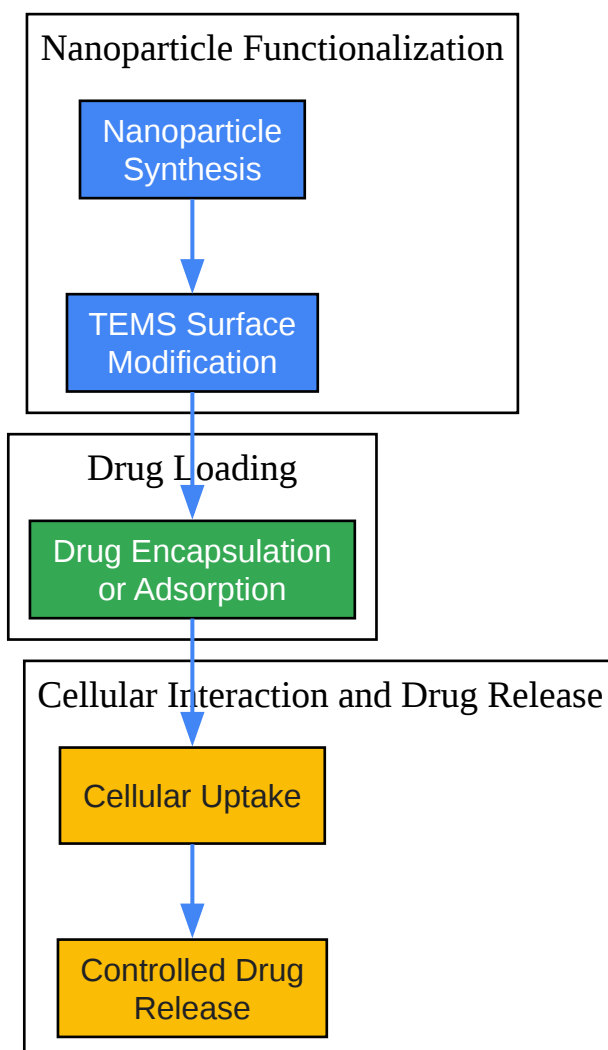 Nanoparticle Functionalization
Nanoparticle
Synthesis
TEMS Surface
Modification
Drug Loading
Drug Encapsulation
or Adsorption
Cellular Interaction and Drug Release
Cellular Uptake
Controlled Drug
Release